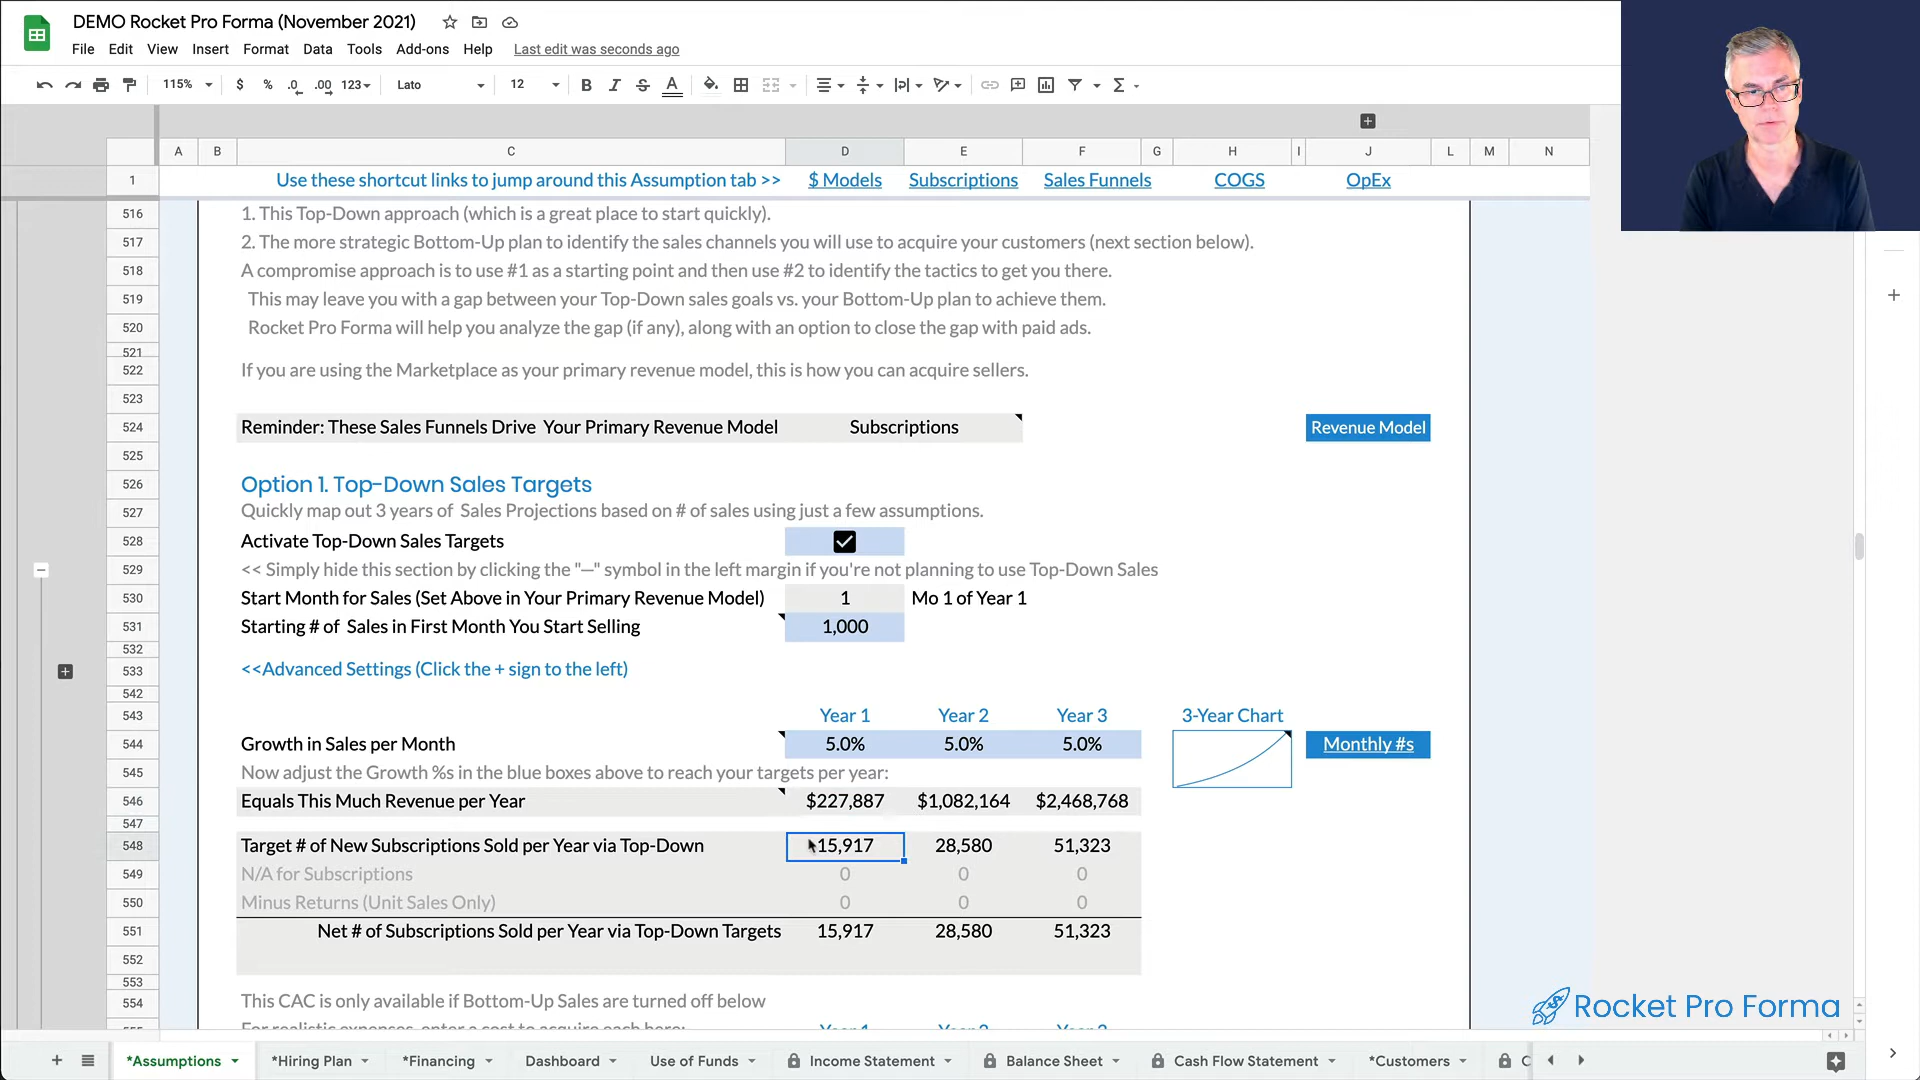 DEMO Rocket Pro Forma (November 2021)
File Edit View Insert Format Data Tools Add-ons Help Last edit was seconds ago
115% $ % .0 .00 123 Lato 12 B I S A Σ
A B C D E F G H I J L M N
1 Use these shortcut links to jump around this Assumption tab >> $ Models Subscriptions Sales Funnels COGS OpEx
516 1. This Top-Down approach (which is a great place to start quickly).
517 2. The more strategic Bottom-Up plan to identify the sales channels you will use to acquire your customers (next section below).
518 A compromise approach is to use #1 as a starting point and then use #2 to identify the tactics to get you there.
519 This may leave you with a gap between your Top-Down sales goals vs. your Bottom-Up plan to achieve them.
520 Rocket Pro Forma will help you analyze the gap (if any), along with an option to close the gap with paid ads.
521
522 If you are using the Marketplace as your primary revenue model, this is how you can acquire sellers.
523
524 Reminder: These Sales Funnels Drive Your Primary Revenue Model Subscriptions Revenue Model
525
526 Option 1. Top-Down Sales Targets
527 Quickly map out 3 years of Sales Projections based on # of sales using just a few assumptions.
528 Activate Top-Down Sales Targets
529 << Simply hide this section by clicking the "—" symbol in the left margin if you're not planning to use Top-Down Sales
530 Start Month for Sales (Set Above in Your Primary Revenue Model) 1 Mo 1 of Year 1
531 Starting # of Sales in First Month You Start Selling 1,000
532
533 <<Advanced Settings (Click the + sign to the left)
542
543 Year 1 Year 2 Year 3 3-Year Chart
544 Growth in Sales per Month 5.0% 5.0% 5.0% Monthly #s
545 Now adjust the Growth %s in the blue boxes above to reach your targets per year:
546 Equals This Much Revenue per Year $227,887 $1,082,164 $2,468,768
547
548 Target # of New Subscriptions Sold per Year via Top-Down 15,917 28,580 51,323
549 N/A for Subscriptions 0 0 0
550 Minus Returns (Unit Sales Only) 0 0 0
551 Net # of Subscriptions Sold per Year via Top-Down Targets 15,917 28,580 51,323
552
553
554 This CAC is only available if Bottom-Up Sales are turned off below
For realistic expenses, enter a cost to acquire each here: Year 1 Year 2 Year 3
Rocket Pro Forma
*Assumptions *Hiring Plan *Financing Dashboard Use of Funds Income Statement Balance Sheet Cash Flow Statement *Customers C